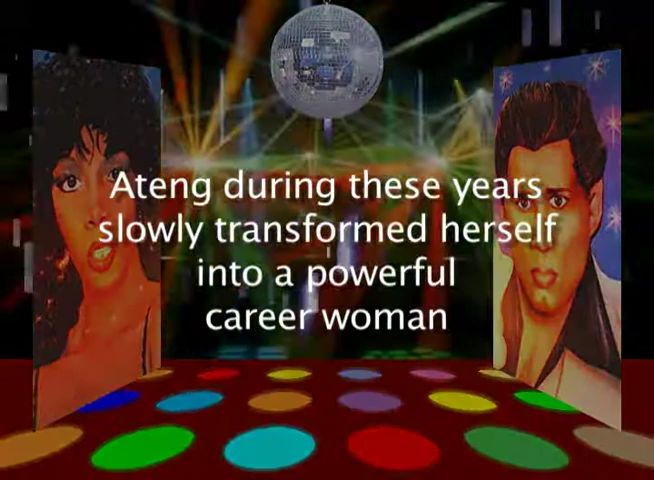 Ateng during these years
slowly transformed herself
into a powerful
career woman